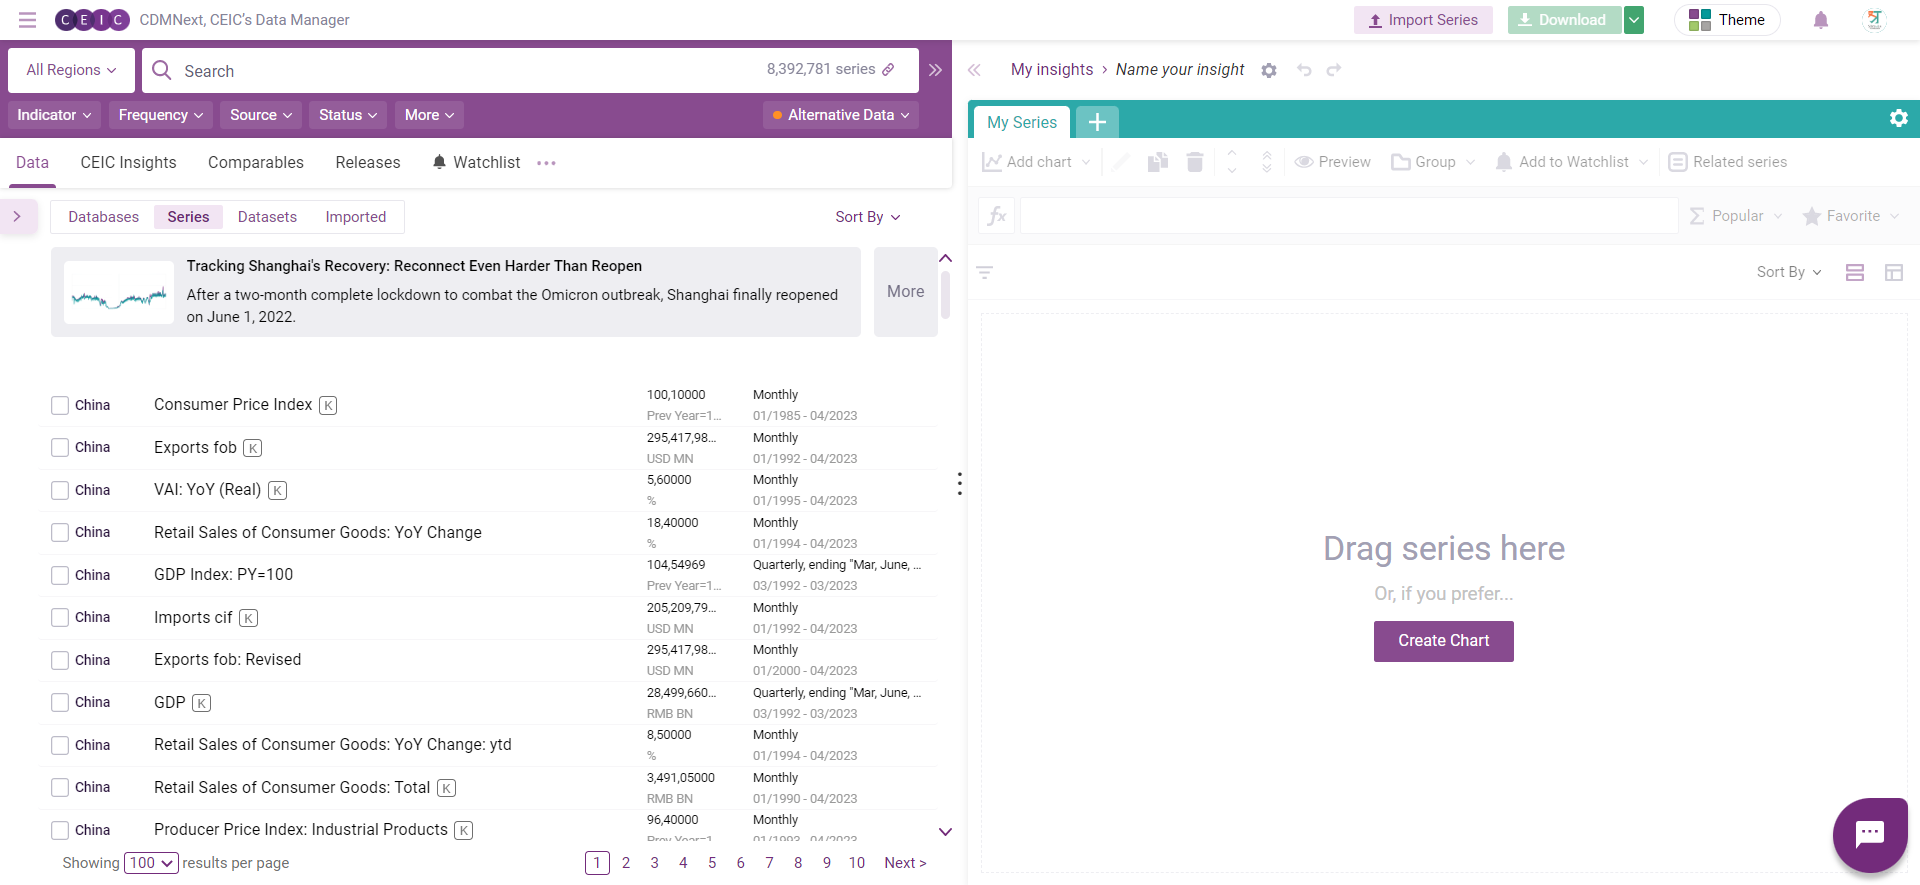 CEIC CDMNext, CEIC's Data Manager
Import Series
Download
Theme
All Regions
Search
8,392,781 series
My insights › Name your insight
Indicator
Frequency
Source
Status
More
Alternative Data
My Series
Data
CEIC Insights
Comparables
Releases
Watchlist
Add chart
Preview
Group
Add to Watchlist
Related series
Databases
Series
Datasets
Imported
Sort By
fx
Popular
Favorite
Sort By
Tracking Shanghai's Recovery: Reconnect Even Harder Than Reopen
After a two-month complete lockdown to combat the Omicron outbreak, Shanghai finally reopened
on June 1, 2022.
More
China Consumer Price Index K 100,10000 Monthly
Prev Year=1... 01/1985 - 04/2023
China Exports fob K 295,417,98... Monthly
USD MN 01/1992 - 04/2023
China VAI: YoY (Real) K 5,60000 Monthly
% 01/1995 - 04/2023
China Retail Sales of Consumer Goods: YoY Change 18,40000 Monthly
% 01/1994 - 04/2023
China GDP Index: PY=100 104,54969 Quarterly, ending "Mar, June, ...
Prev Year=1... 03/1992 - 03/2023
China Imports cif K 205,209,79... Monthly
USD MN 01/1992 - 04/2023
China Exports fob: Revised 295,417,98... Monthly
USD MN 01/2000 - 04/2023
China GDP K 28,499,660... Quarterly, ending "Mar, June, ...
RMB BN 03/1992 - 03/2023
China Retail Sales of Consumer Goods: YoY Change: ytd 8,50000 Monthly
% 01/1994 - 04/2023
China Retail Sales of Consumer Goods: Total K 3,491,05000 Monthly
RMB BN 01/1990 - 04/2023
China Producer Price Index: Industrial Products K 96,40000 Monthly
Prev Year=1... 01/1993 - 04/2023
Showing 100 results per page
1 2 3 4 5 6 7 8 9 10 Next >
Drag series here
Or, if you prefer...
Create Chart